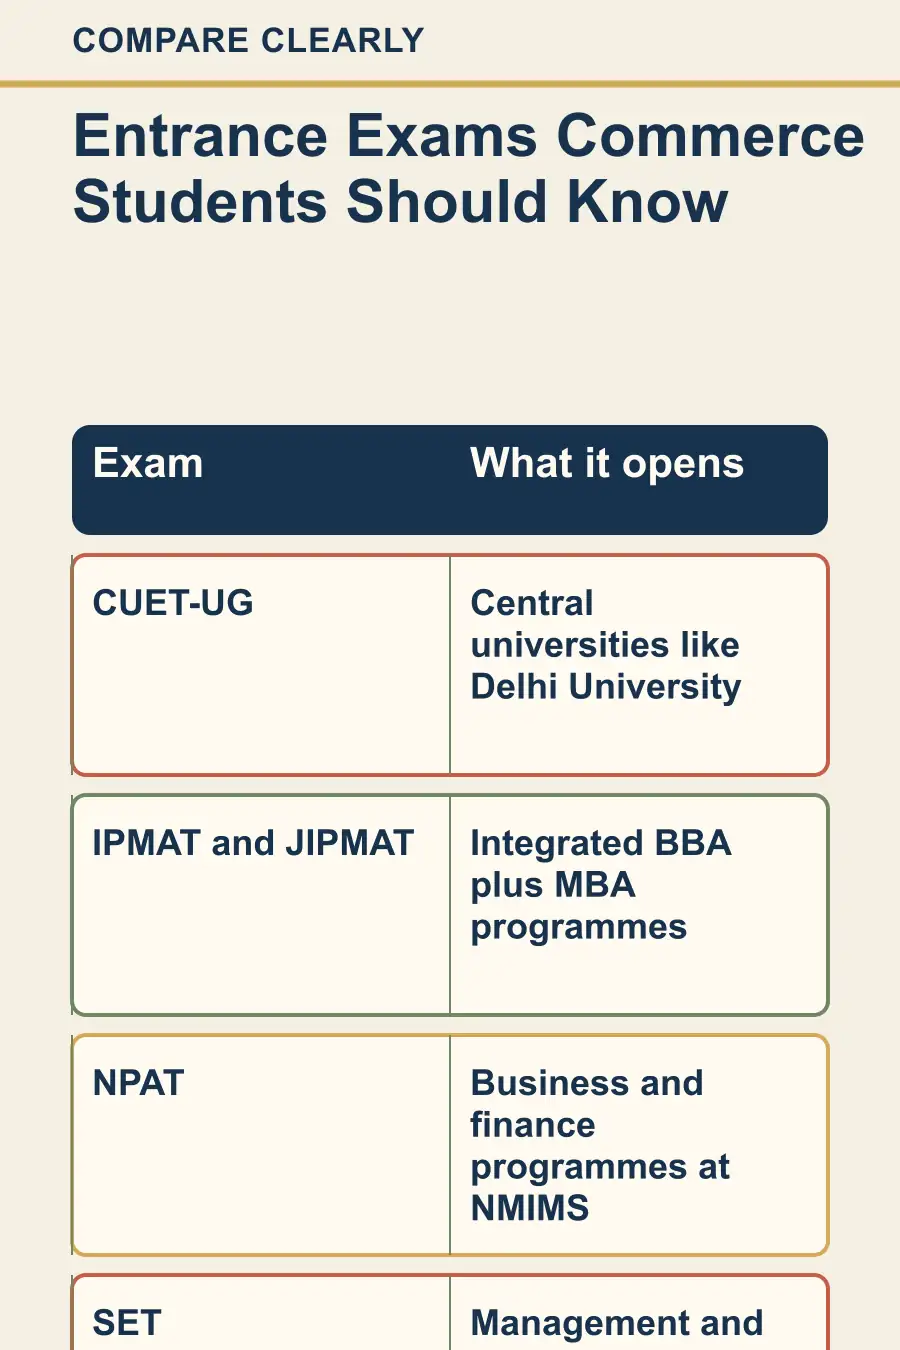 COMPARE CLEARLY
Entrance Exams Commerce
Students Should Know
Exam
What it opens
CUET-UG
Central
universities like
Delhi University
IPMAT and JIPMAT
Integrated BBA
plus MBA
programmes
NPAT
Business and
finance
programmes at
NMIMS
SET
Management and